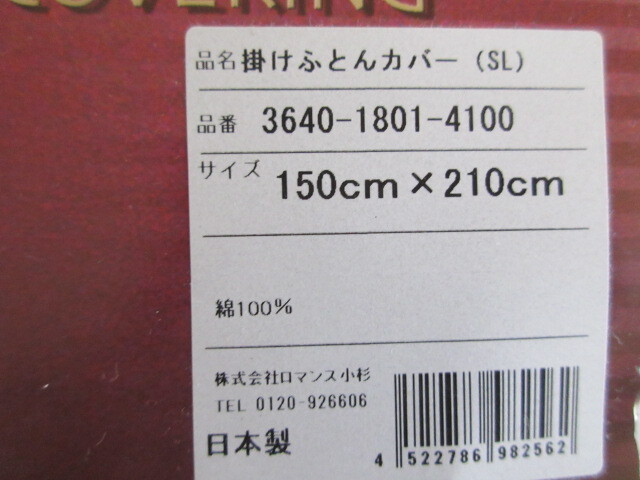 COVERING
品名 掛けふとんカバー (SL)
品番 3640-1801-4100
サイズ 150cm×210cm
綿100%
株式会社ロマンス小杉
TEL 0120-926606
日本製
4 522786 982562